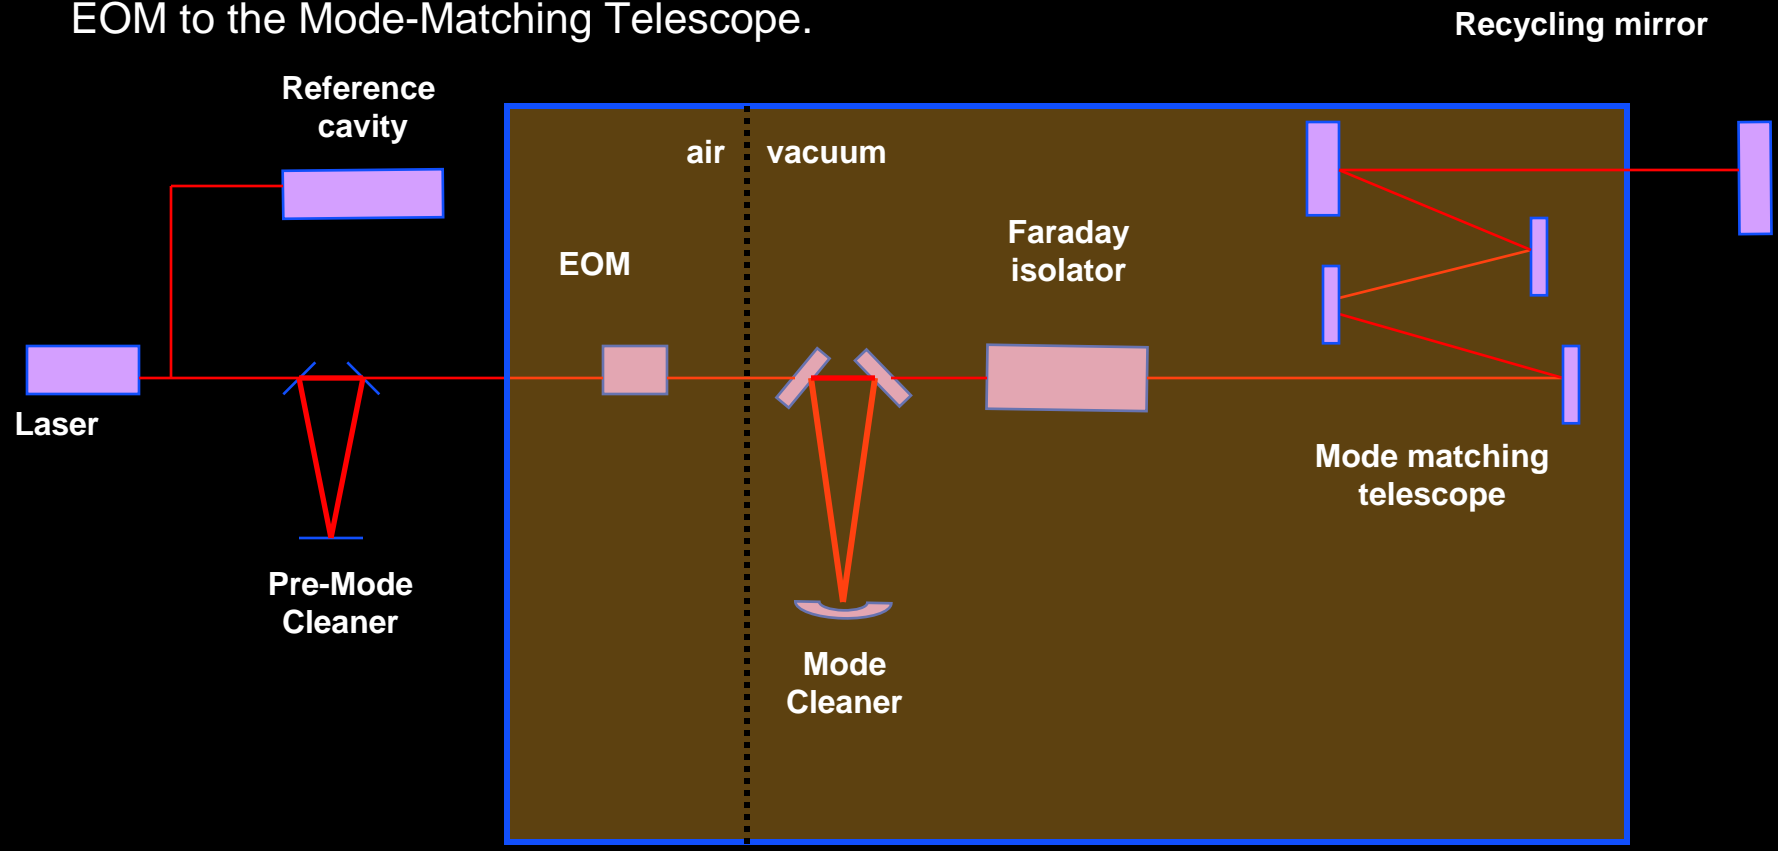 EOM to the Mode-Matching Telescope.
Recycling mirror
Reference
cavity
air
vacuum
Faraday
isolator
EOM
Laser
Mode matching
telescope
Pre-Mode
Cleaner
Mode
Cleaner